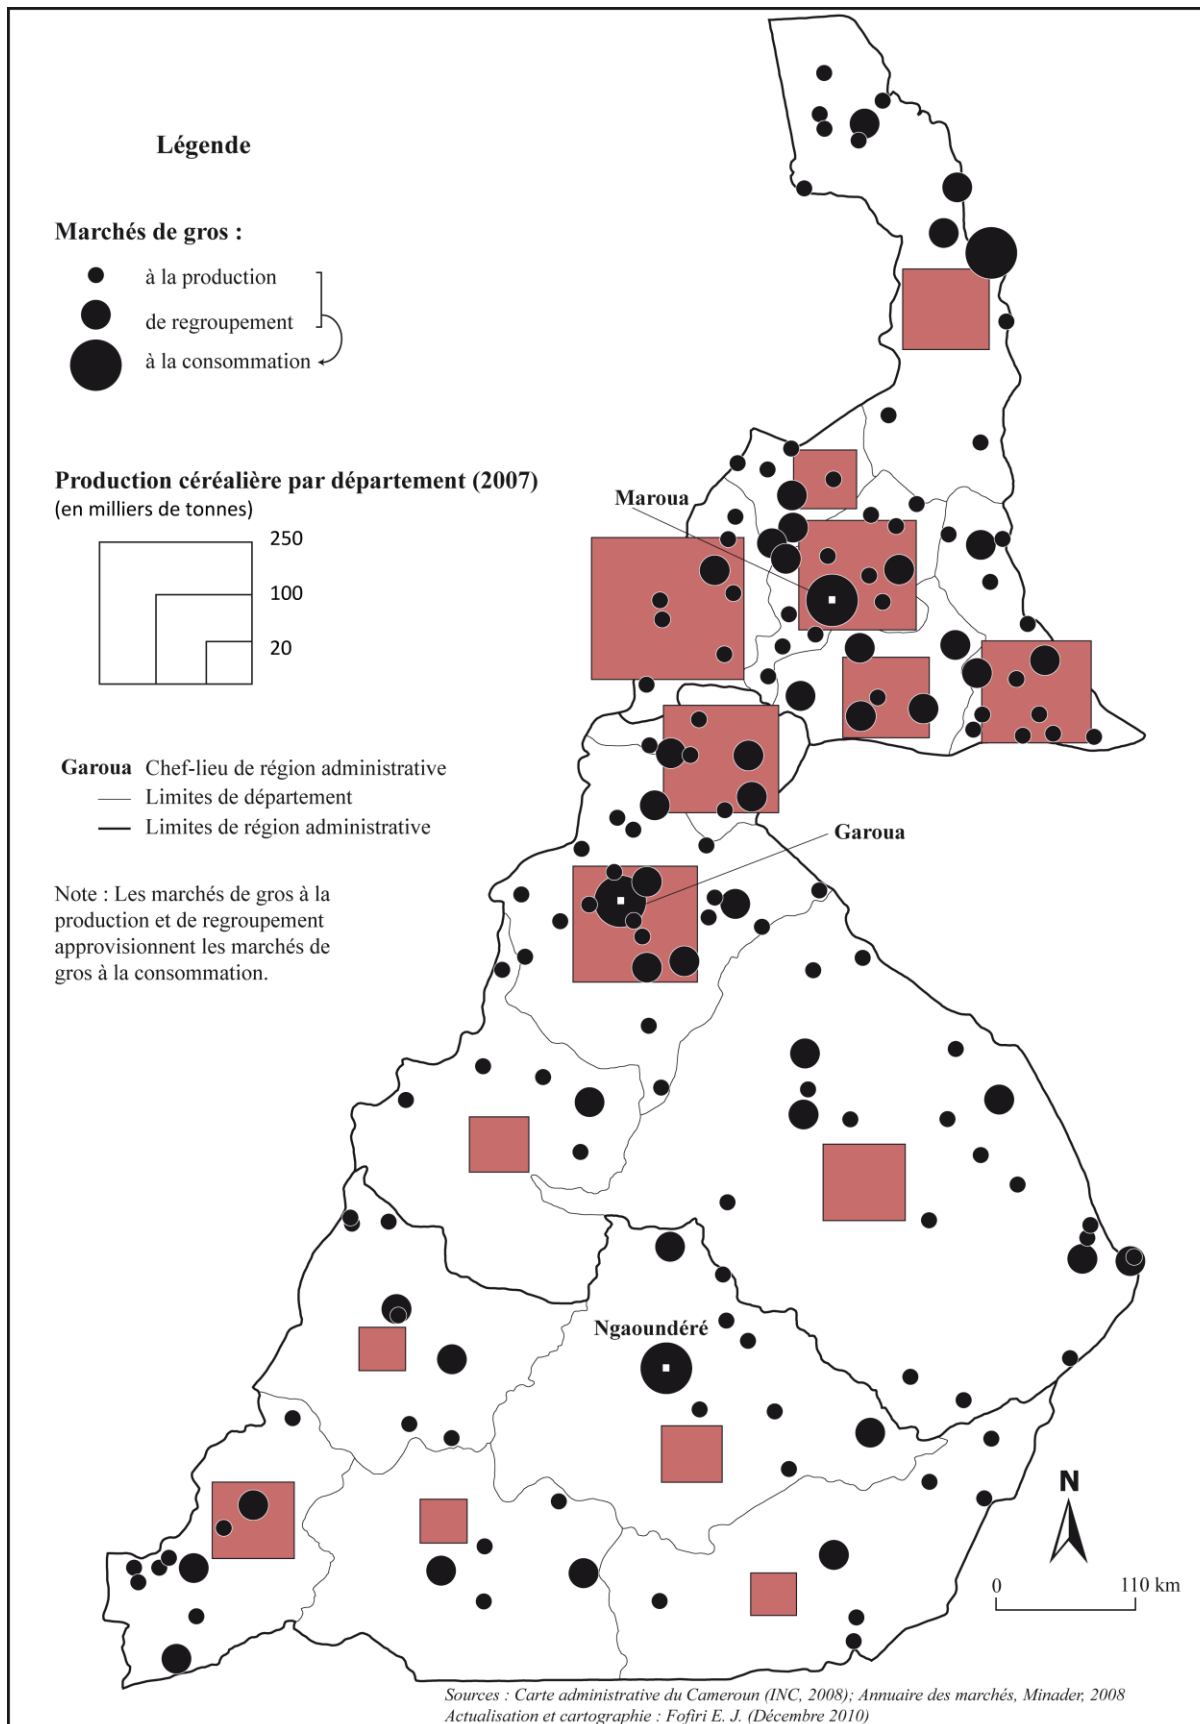 Légende
Marchés de gros :
à la production
de regroupement
à la consommation
Production céréalière par département (2007)
(en milliers de tonnes)
250
100
20
Garoua Chef-lieu de région administrative
Limites de département
Limites de région administrative
Note : Les marchés de gros à la
production et de regroupement
approvisionnent les marchés de
gros à la consommation.
Maroua
Garoua
Ngaoundéré
N
0 110 km
Sources : Carte administrative du Cameroun (INC, 2008); Annuaire des marchés, Minader, 2008
Actualisation et cartographie : Fofiri E. J. (Décembre 2010)